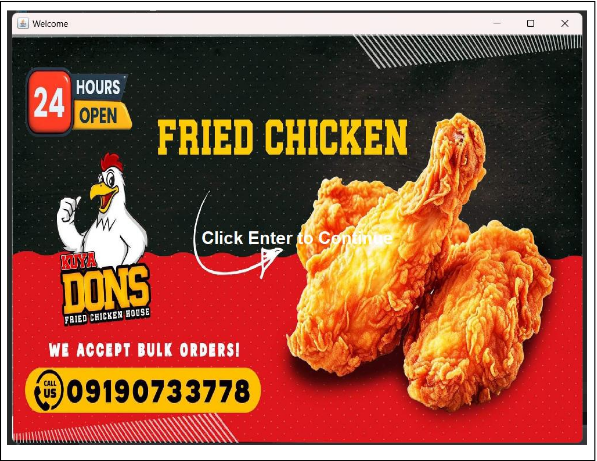 Welcome
24 HOURS
OPEN
FRIED CHICKEN
Click Enter to Continue
KUYA
DONS
FRIED CHICKEN HOUSE
WE ACCEPT BULK ORDERS!
CALL
US
09190733778